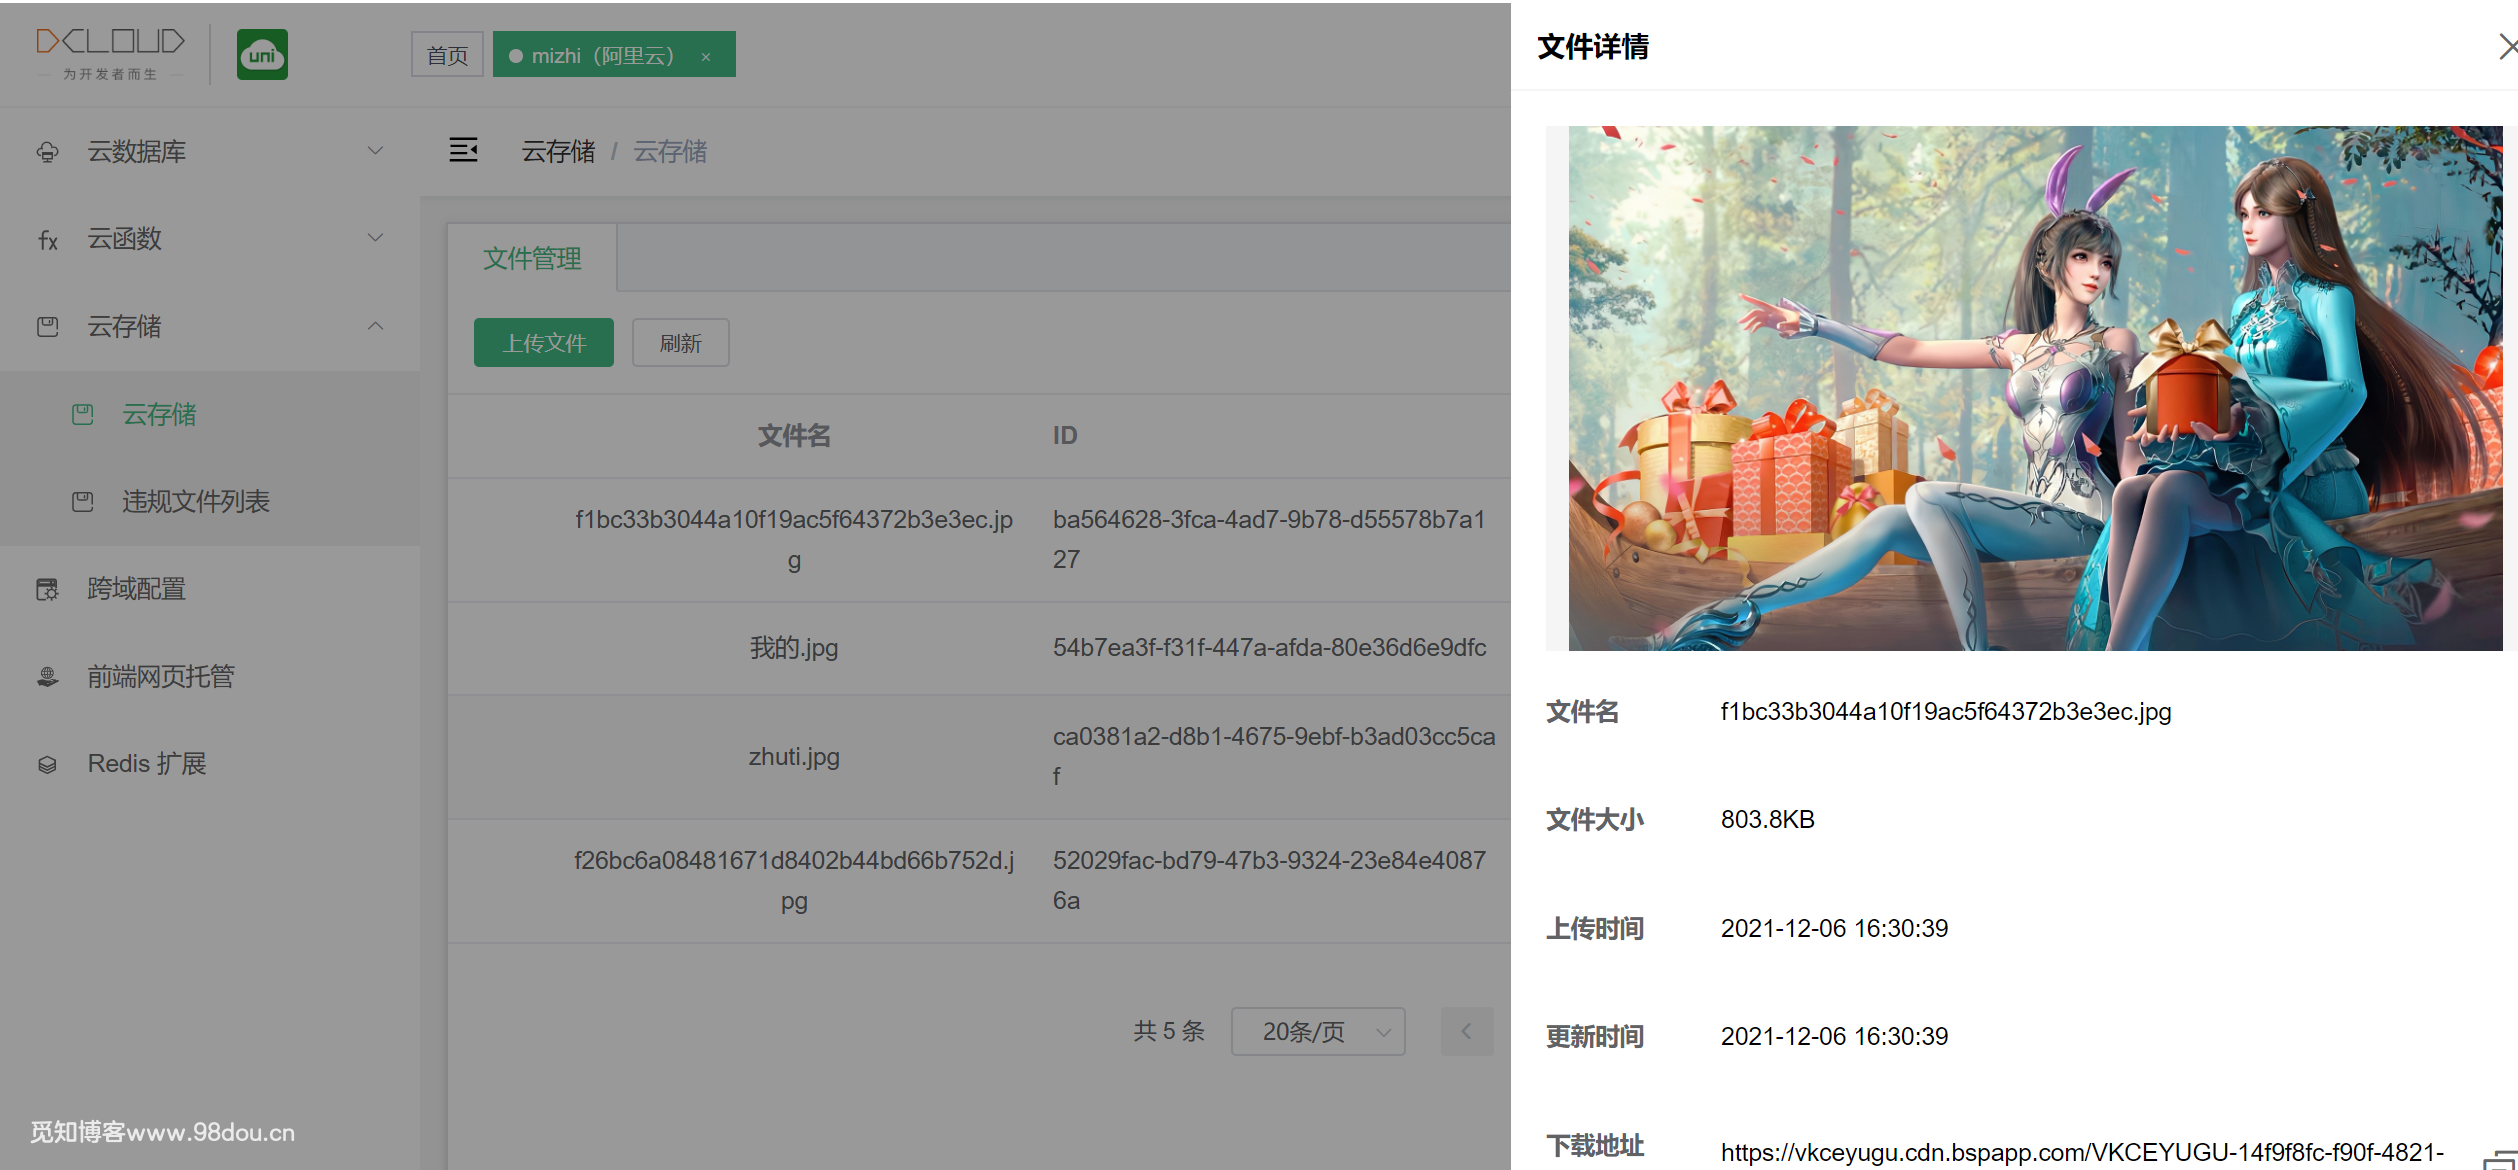 DCLOUD
为开发者而生
uni
首页
mizhi（阿里云） ×
文件详情
云数据库
云存储 / 云存储
云函数
文件管理
云存储
上传文件
刷新
云存储
文件名
ID
违规文件列表
f1bc33b3044a10f19ac5f64372b3e3ec.jp
g
ba564628-3fca-4ad7-9b78-d55578b7a1
27
跨域配置
我的.jpg
54b7ea3f-f31f-447a-afda-80e36d6e9dfc
前端网页托管
zhuti.jpg
ca0381a2-d8b1-4675-9ebf-b3ad03cc5ca
f
Redis 扩展
f26bc6a08481671d8402b44bd66b752d.j
pg
52029fac-bd79-47b3-9324-23e84e4087
6a
共 5 条
20条/页
文件名 f1bc33b3044a10f19ac5f64372b3e3ec.jpg
文件大小 803.8KB
上传时间 2021-12-06 16:30:39
更新时间 2021-12-06 16:30:39
下载地址 https://vkceyugu.cdn.bspapp.com/VKCEYUGU-14f9f8fc-f90f-4821-
觅知博客www.98dou.cn